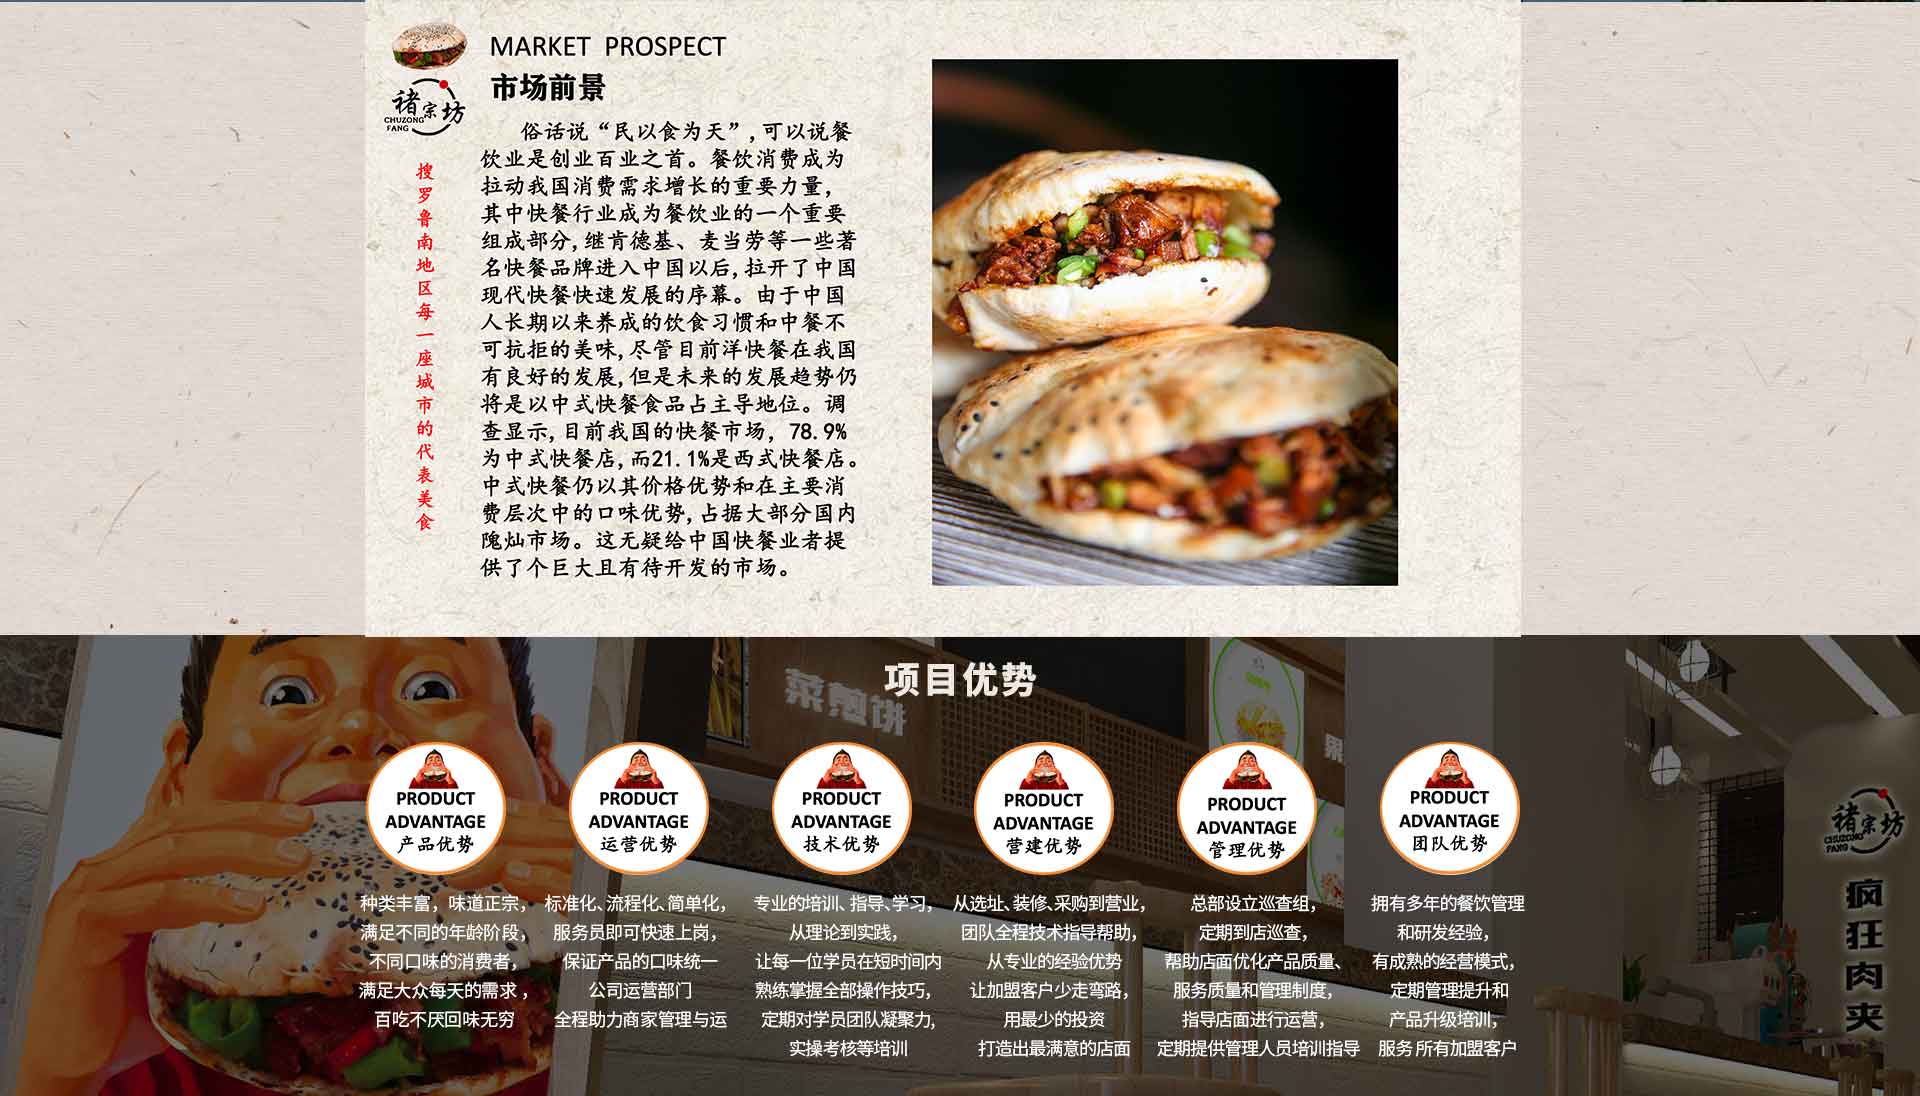 MARKET PROSPECT
市场前景
褚宗坊
CHUZONG
FANG
搜罗鲁南地区每一座城市的代表美食
俗话说“民以食为天”,可以说餐
饮业是创业百业之首。餐饮消费成为
拉动我国消费需求增长的重要力量,
其中快餐行业成为餐饮业的一个重要
组成部分,继肯德基、麦当劳等一些著
名快餐品牌进入中国以后,拉开了中国
现代快餐快速发展的序幕。由于中国
人长期以来养成的饮食习惯和中餐不
可抗拒的美味,尽管目前洋快餐在我国
有良好的发展,但是未来的发展趋势仍
将是以中式快餐食品占主导地位。调
查显示,目前我国的快餐市场, 78.9%
为中式快餐店,而21.1%是西式快餐店。
中式快餐仍以其价格优势和在主要消
费层次中的口味优势,占据大部分国内
隗灿市场。这无疑给中国快餐业者提
供了个巨大且有待开发的市场。
项目优势
菜煎饼
PRODUCT
ADVANTAGE
产品优势
种类丰富，味道正宗，
满足不同的年龄阶段，
不同口味的消费者，
满足大众每天的需求，
百吃不厌回味无穷
PRODUCT
ADVANTAGE
运营优势
标准化、流程化、简单化，
服务员即可快速上岗，
保证产品的口味统一
公司运营部门
全程助力商家管理与运
PRODUCT
ADVANTAGE
技术优势
专业的培训、指导、学习，
从理论到实践，
让每一位学员在短时间内
熟练掌握全部操作技巧，
定期对学员团队凝聚力，
实操考核等培训
PRODUCT
ADVANTAGE
营建优势
从选址、装修、采购到营业，
团队全程技术指导帮助，
从专业的经验优势
让加盟客户少走弯路，
用最少的投资
打造出最满意的店面
PRODUCT
ADVANTAGE
管理优势
总部设立巡查组，
定期到店巡查，
帮助店面优化产品质量、
服务质量和管理制度，
指导店面进行运营，
定期提供管理人员培训指导
PRODUCT
ADVANTAGE
团队优势
拥有多年的餐饮管理
和研发经验，
有成熟的经营模式，
定期管理提升和
产品升级培训，
服务 所有加盟客户
褚宗坊
CHUZONG
FANG
疯狂肉夹